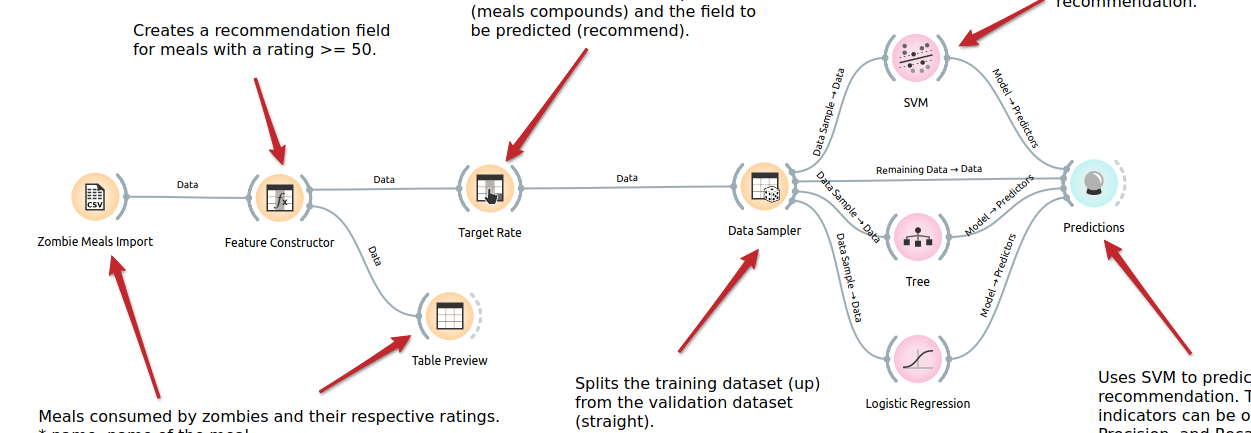 (meals compounds) and the field to
be predicted (recommend).
recommendation.
Creates a recommendation field
for meals with a rating >= 50.
Data Sample → Data
Model → Predictors
SVM
Data
Data
Data
Remaining Data → Data
CSV
fx
Data Sample → Data
Model → Predictors
Zombie Meals Import
Feature Constructor
Target Rate
Data Sampler
Predictions
Data
Data Sample → Data
Model → Predictors
Tree
Table Preview
Logistic Regression
Splits the training dataset (up)
from the validation dataset
(straight).
Uses SVM to predic
recommendation. T
indicators can be o
Precision, and Reca
Meals consumed by zombies and their respective ratings.
* name, name of the meal